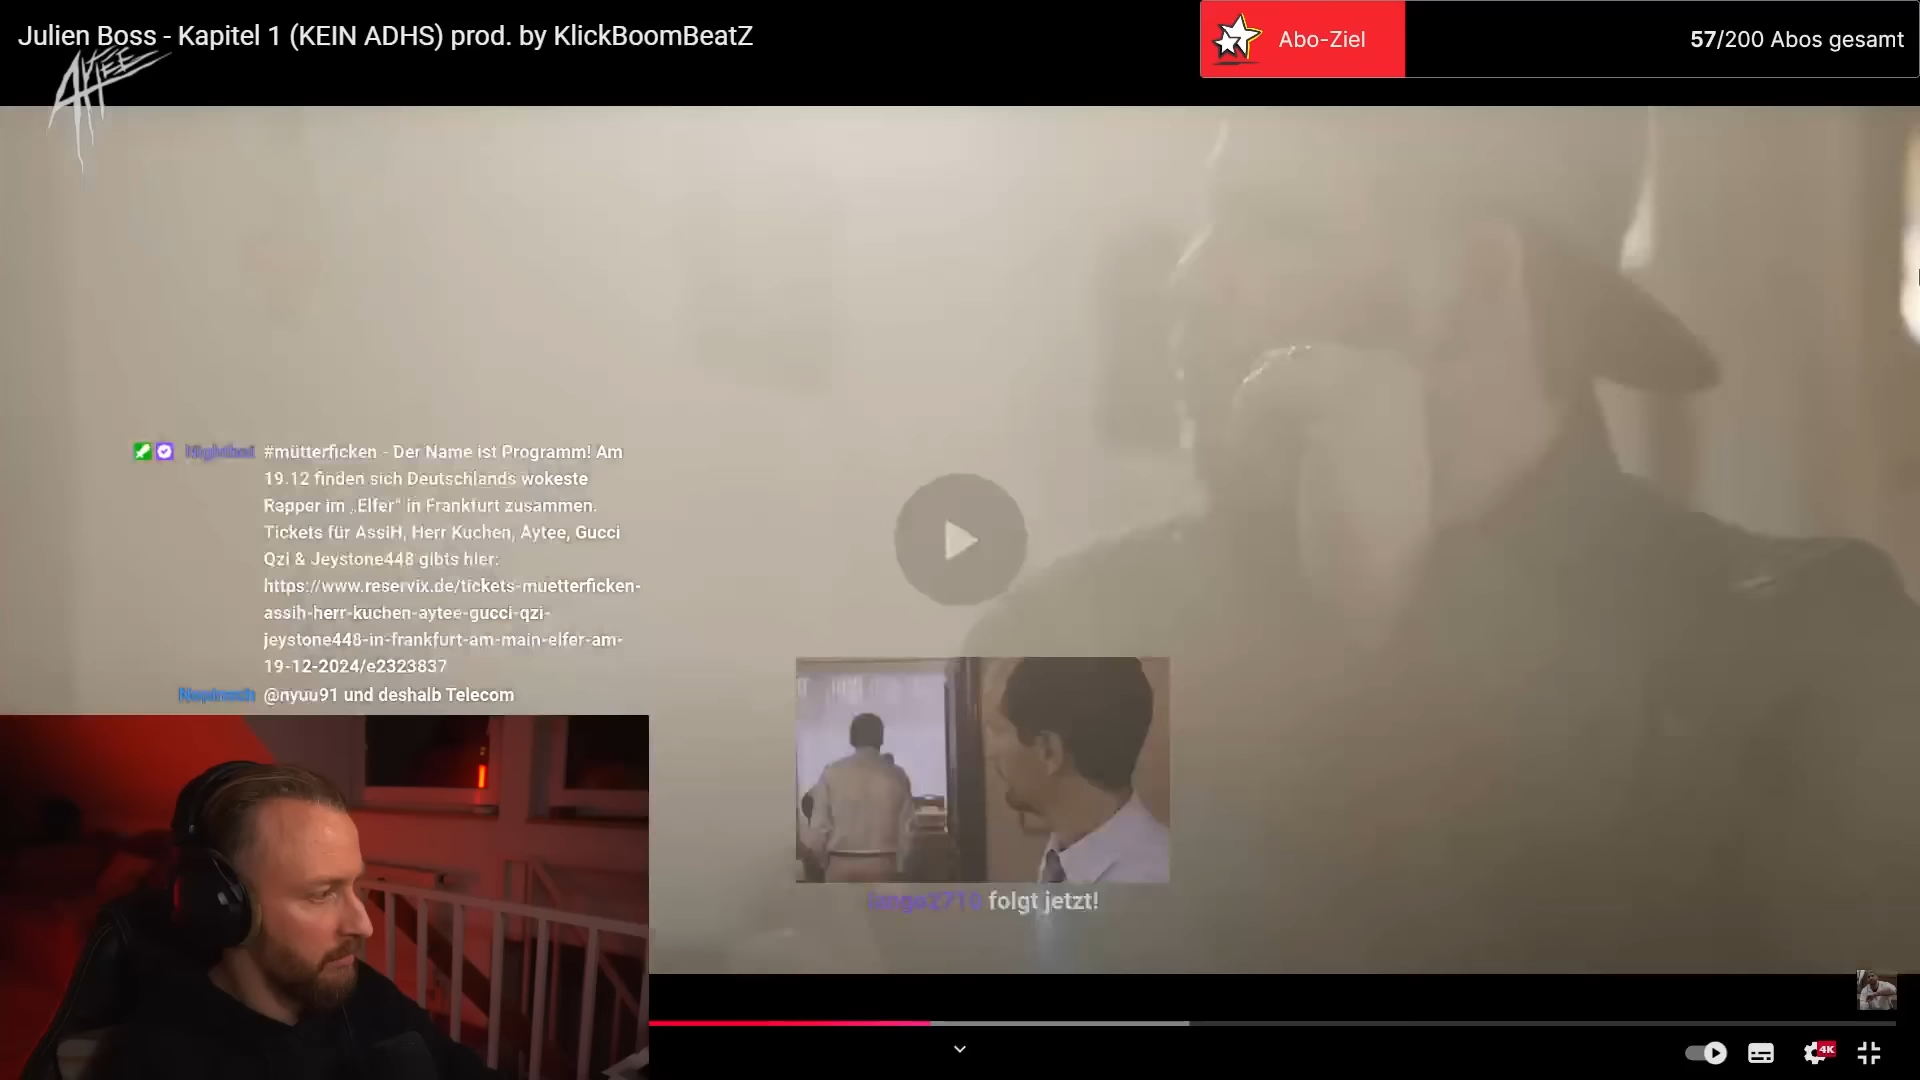 Julien Boss - Kapitel 1 (KEIN ADHS) prod. by KlickBoomBeatZ
AYTEE
Abo-Ziel
57/200 Abos gesamt
Nightbot #mütterficken - Der Name ist Programm! Am
19.12 finden sich Deutschlands wokeste
Rapper im „Elfer“ in Frankfurt zusammen.
Tickets für AssiH, Herr Kuchen, Aytee, Gucci
Qzi & Jeystone448 gibts hier:
https://www.reservix.de/tickets-muetterficken-
assih-herr-kuchen-aytee-gucci-qzi-
jeystone448-in-frankfurt-am-main-elfer-am-
19-12-2024/e2323837
@nyuu91 und deshalb Telecom
folgt jetzt!
4K